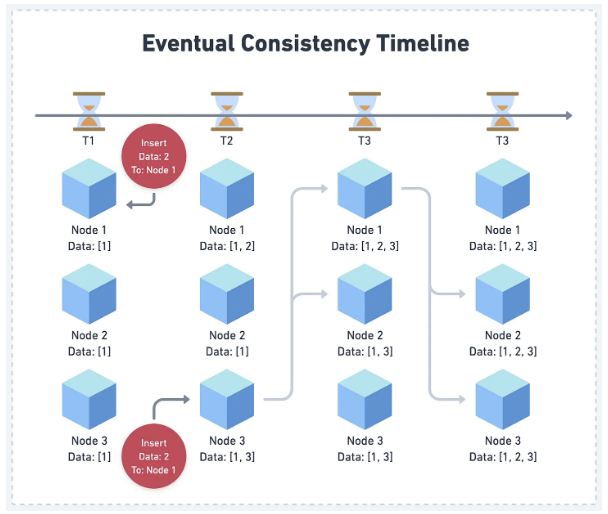 Eventual Consistency Timeline
T1
T2
T3
T3
Insert
Data: 2
To: Node 1
Node 1
Data: [1]
Node 1
Data: [1, 2]
Node 1
Data: [1, 2, 3]
Node 1
Data: [1, 2, 3]
Node 2
Data: [1]
Node 2
Data: [1]
Node 2
Data: [1, 3]
Node 2
Data: [1, 2, 3]
Node 3
Data: [1]
Insert
Data: 2
To: Node 1
Node 3
Data: [1, 3]
Node 3
Data: [1, 3]
Node 3
Data: [1, 2, 3]